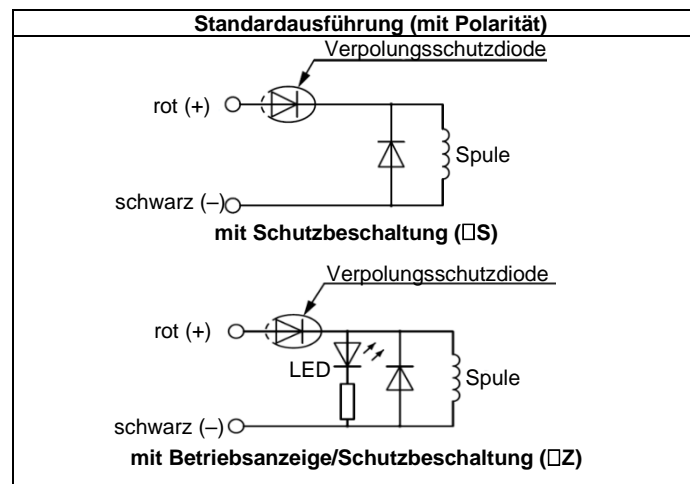 Standardausführung (mit Polarität)
Verpolungsschutzdiode
rot (+)
Spule
schwarz (–)
mit Schutzbeschaltung (□S)
Verpolungsschutzdiode
rot (+)
LED
Spule
schwarz (–)
mit Betriebsanzeige/Schutzbeschaltung (□Z)